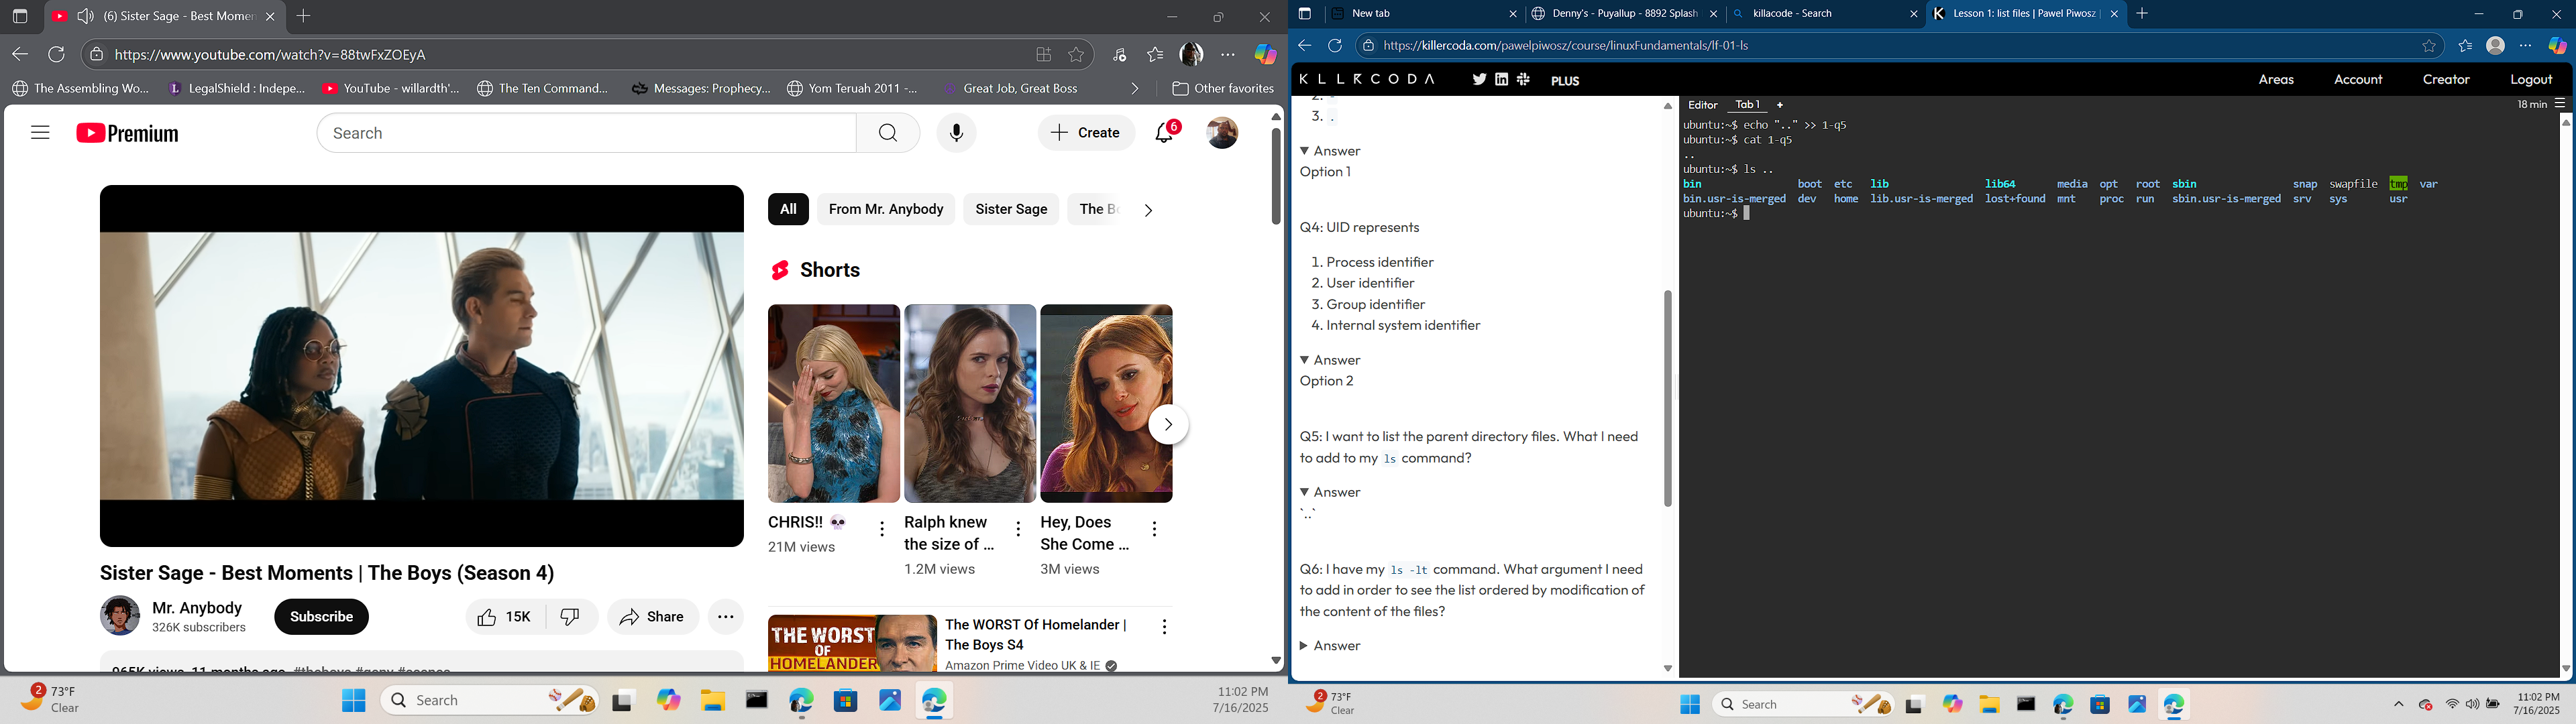 (6) Sister Sage - Best Momen
https://www.youtube.com/watch?v=88twFxZOEyA
The Assembling Wo...
LegalShield : Indepe...
YouTube - willardth'...
The Ten Command...
Messages: Prophecy...
Yom Teruah 2011 -...
Great Job, Great Boss
Other favorites
Premium
Search
Create
6
All
From Mr. Anybody
Sister Sage
The Bo
Shorts
CHRIS!! 💀
21M views
Ralph knew
the size of ...
1.2M views
Hey, Does
She Come ...
3M views
Sister Sage - Best Moments | The Boys (Season 4)
Mr. Anybody
326K subscribers
Subscribe
15K
Share
THE WORST
OF
HOMELANDER
The WORST Of Homelander |
The Boys S4
Amazon Prime Video UK & IE
965K views 11 months ago #theboys #genv #scenes
2
73°F
Clear
Search
11:02 PM
7/16/2025
New tab
Denny's - Puyallup - 8892 Splash
killacode - Search
Lesson 1: list files | Pawel Piwosz |
https://killercoda.com/pawelpiwosz/course/linuxFundamentals/lf-01-ls
PLUS
Areas
Account
Creator
Logout
3. .
Answer
Option 1
Q4: UID represents
1. Process identifier
2. User identifier
3. Group identifier
4. Internal system identifier
Answer
Option 2
Q5: I want to list the parent directory files. What I need
to add to my ls command?
Answer
`..`
Q6: I have my ls -lt command. What argument I need
to add in order to see the list ordered by modification of
the content of the files?
Answer
Editor
Tab 1
+
18 min
ubuntu:~$ echo ".." >> 1-q5
ubuntu:~$ cat 1-q5
..
ubuntu:~$ ls ..
bin boot etc lib lib64 media opt root sbin snap swapfile tmp var
bin.usr-is-merged dev home lib.usr-is-merged lost+found mnt proc run sbin.usr-is-merged srv sys usr
ubuntu:~$
2
73°F
Clear
Search
11:02 PM
7/16/2025